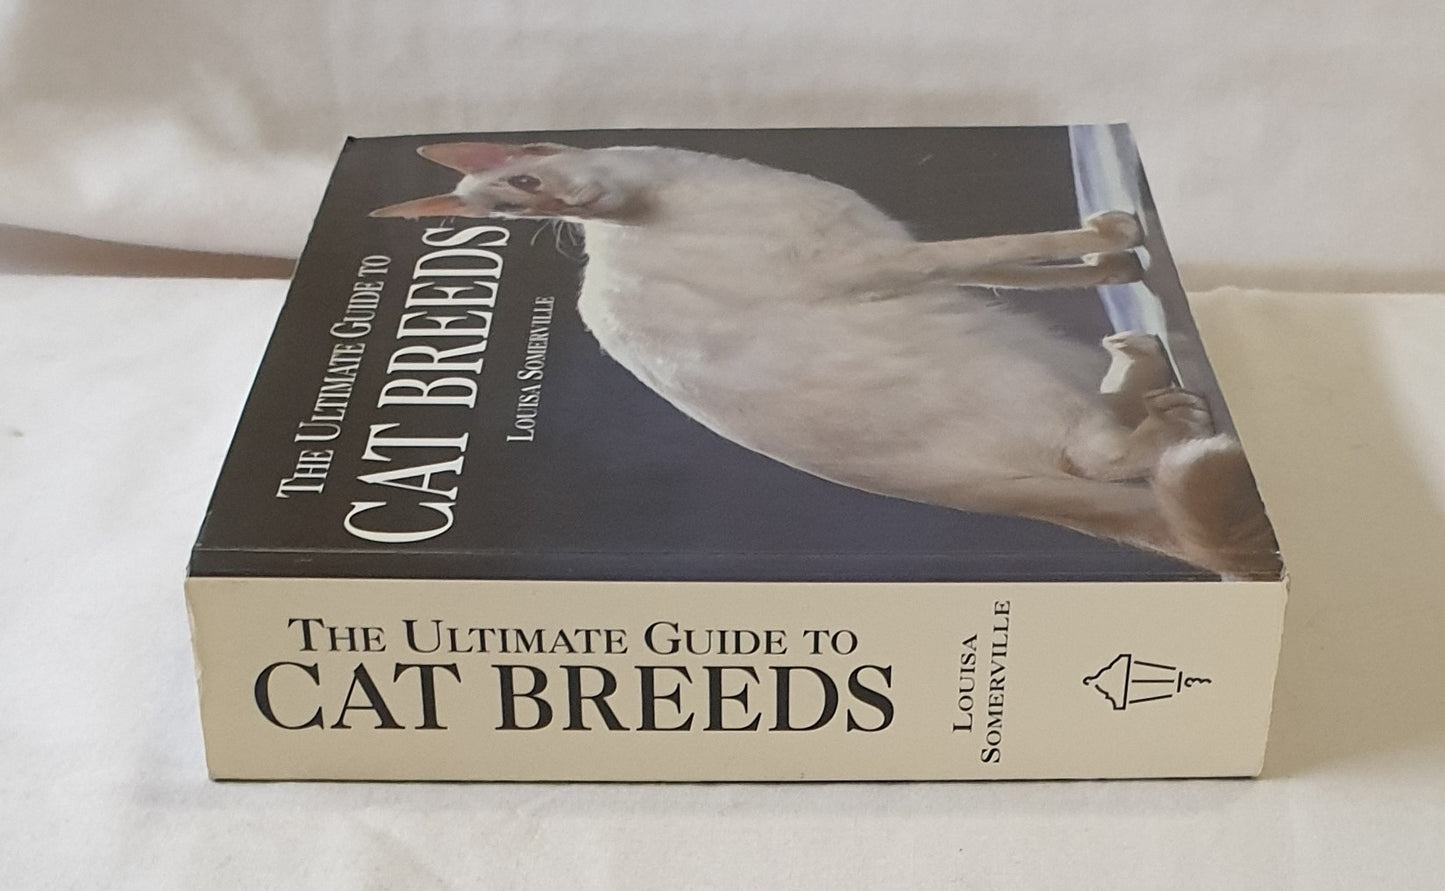 THE ULTIMATE GUIDE TO
CAT BREEDS
LOUISA SOMERVILLE
THE ULTIMATE GUIDE TO
CAT BREEDS
LOUISA
SOMERVILLE